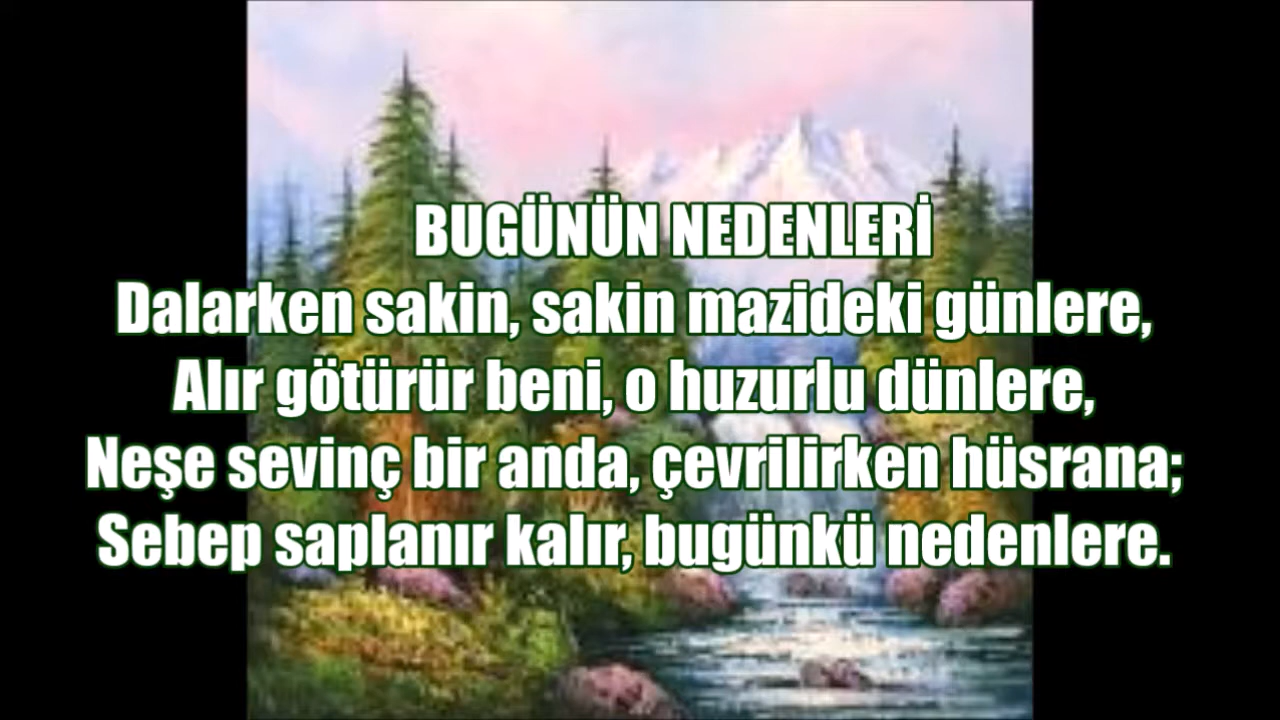 BUGÜNÜN NEDENLERİ
Dalarken sakin, sakin mazideki günlere,
Alır götürür beni, o huzurlu dünlere,
Neşe sevinç bir anda, çevrilirken hüsrana;
Sebep saplanır kalır, bugünkü nedenlere.